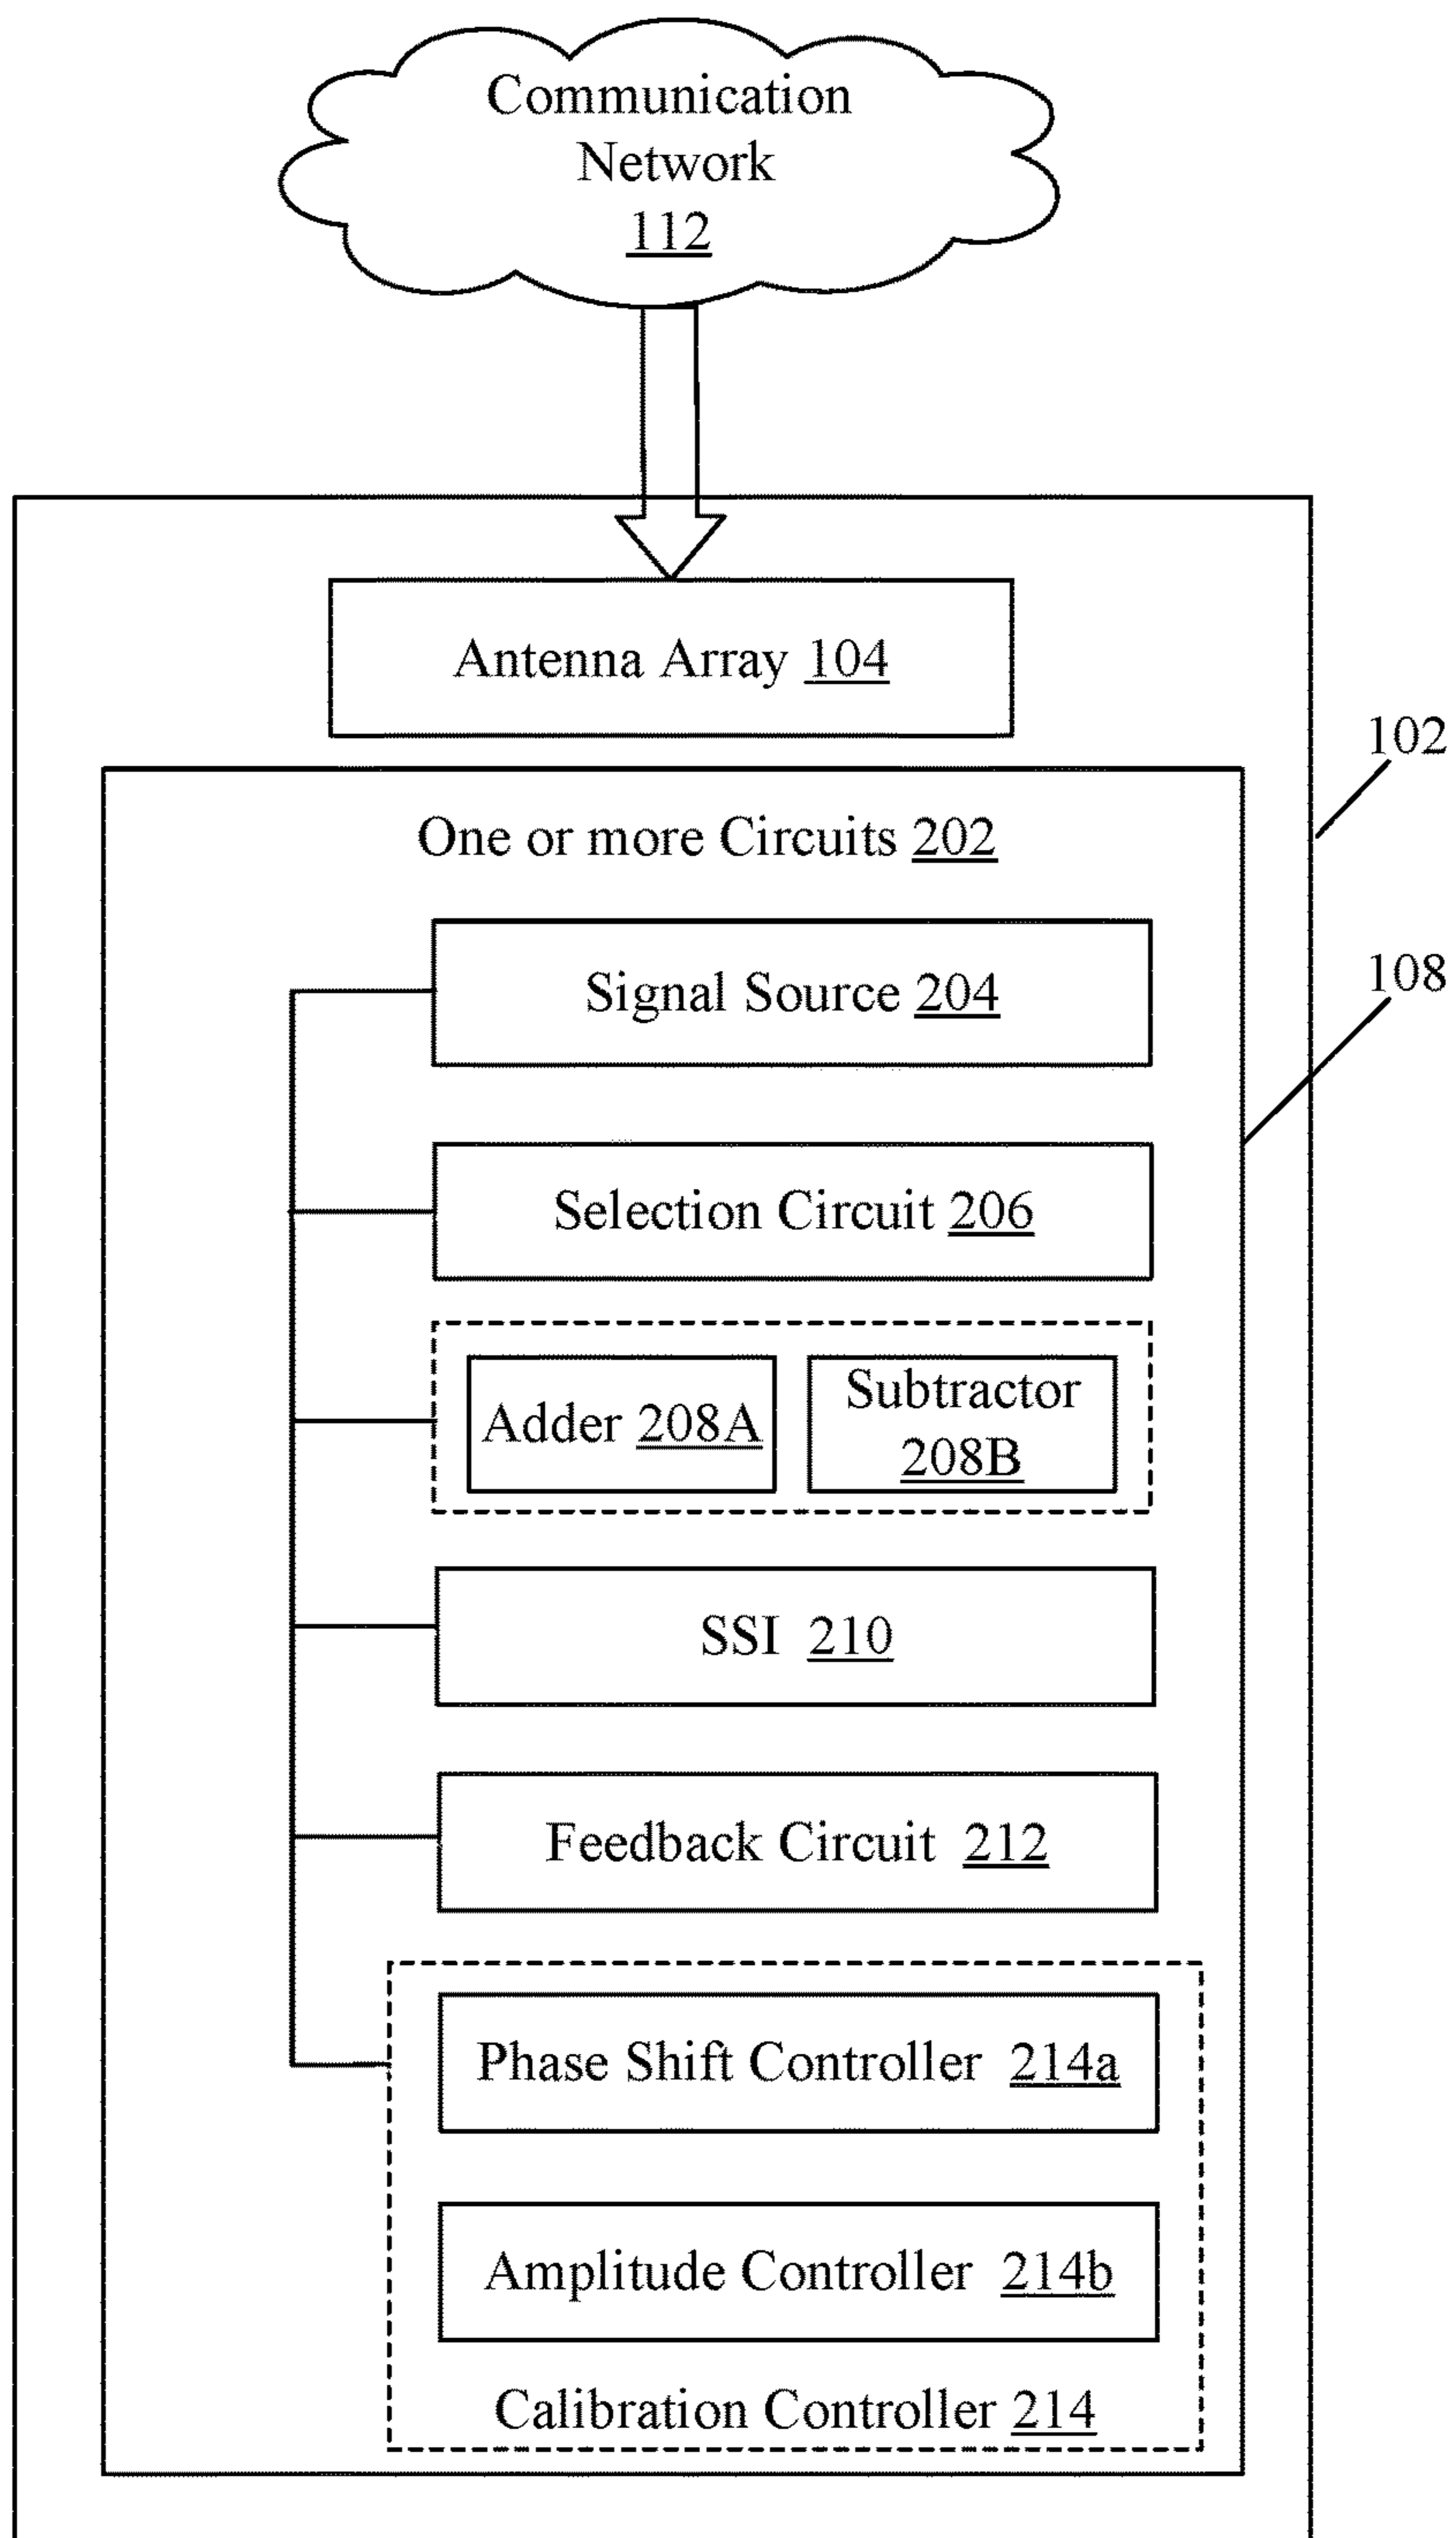 Communication
Network
112
Antenna Array 104
102
One or more Circuits 202
Signal Source 204
108
Selection Circuit 206
Adder 208A
Subtractor
208B
SSI 210
Feedback Circuit 212
Phase Shift Controller 214a
Amplitude Controller 214b
Calibration Controller 214